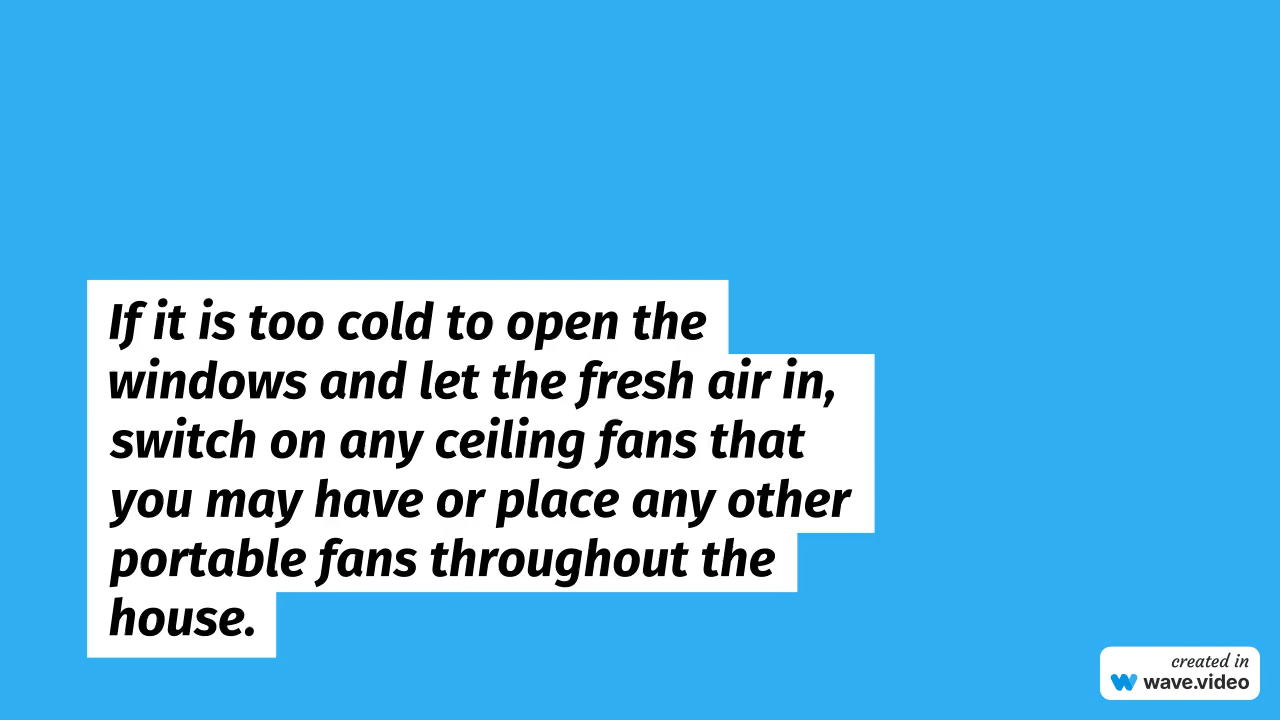 If it is too cold to open the
windows and let the fresh air in,
switch on any ceiling fans that
you may have or place any other
portable fans throughout the
house.
created in
wave.video